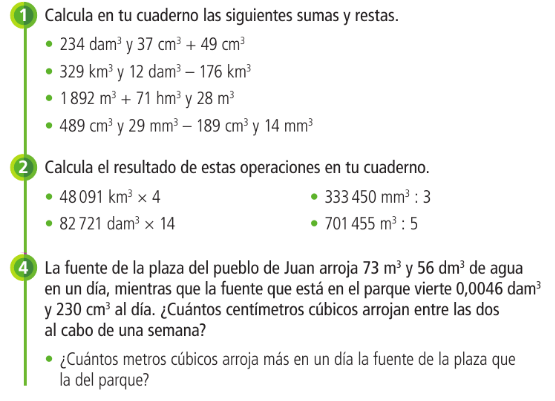 1 Calcula en tu cuaderno las siguientes sumas y restas.
• 234 dam³ y 37 cm³ + 49 cm³
• 329 km³ y 12 dam³ – 176 km³
• 1 892 m³ + 71 hm³ y 28 m³
• 489 cm³ y 29 mm³ – 189 cm³ y 14 mm³
2 Calcula el resultado de estas operaciones en tu cuaderno.
• 48 091 km³ × 4 • 333 450 mm³ : 3
• 82 721 dam³ × 14 • 701 455 m³ : 5
4 La fuente de la plaza del pueblo de Juan arroja 73 m³ y 56 dm³ de agua
en un día, mientras que la fuente que está en el parque vierte 0,0046 dam³
y 230 cm³ al día. ¿Cuántos centímetros cúbicos arrojan entre las dos
al cabo de una semana?
• ¿Cuántos metros cúbicos arroja más en un día la fuente de la plaza que
la del parque?